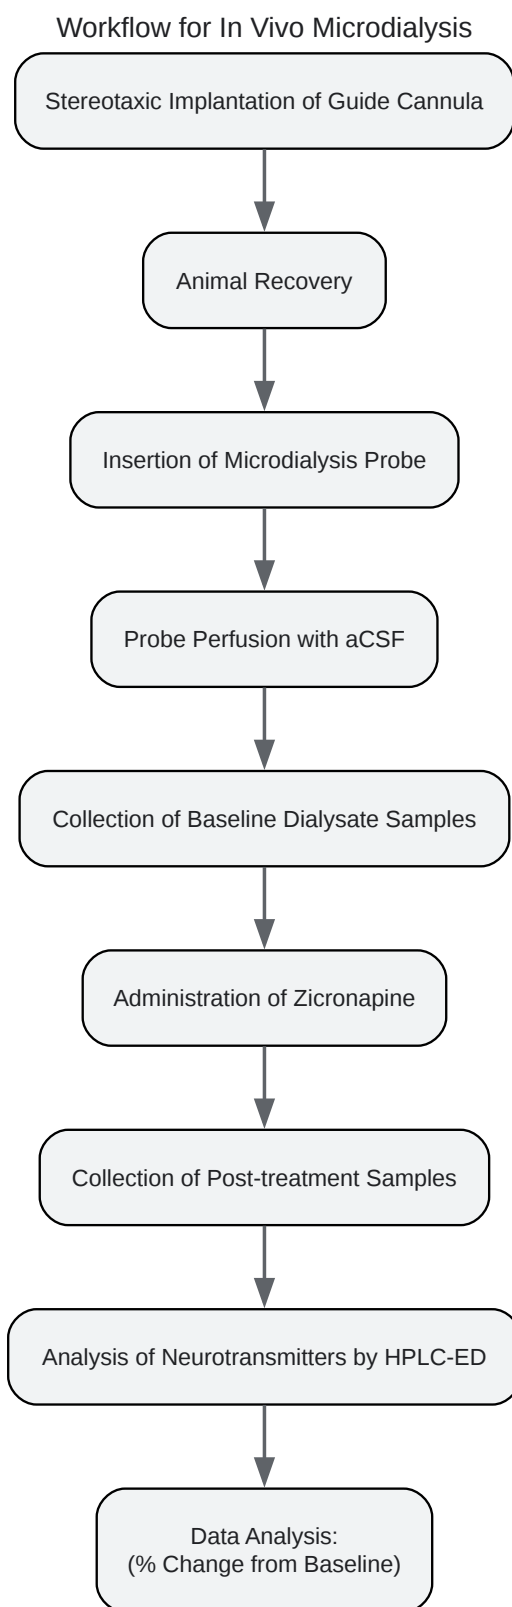 Workflow for In Vivo Microdialysis
Stereotaxic Implantation of Guide Cannula
Animal Recovery
Insertion of Microdialysis Probe
Probe Perfusion with aCSF
Collection of Baseline Dialysate Samples
Administration of Zicronapine
Collection of Post-treatment Samples
Analysis of Neurotransmitters by HPLC-ED
Data Analysis:
(% Change from Baseline)